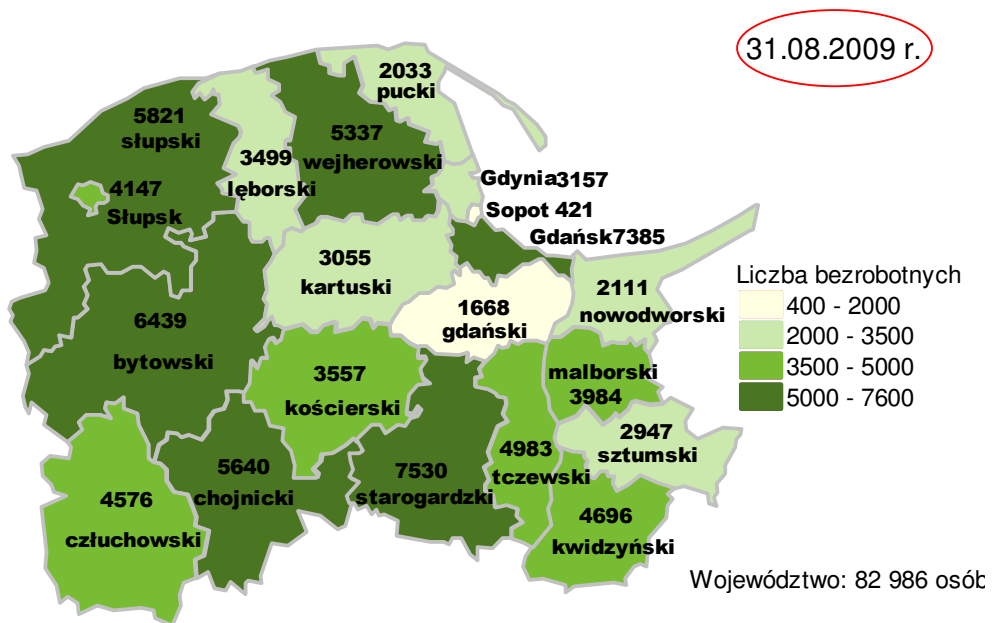 31.08.2009 r.
2033
pucki
5821
słupski
5337
wejherowski
3499
lęborski
4147
Słupsk
Gdynia3157
Sopot 421
Gdańsk7385
3055
kartuski
Liczba bezrobotnych
400 - 2000
2000 - 3500
3500 - 5000
5000 - 7600
2111
nowodworski
1668
gdański
6439
bytowski
3557
kościerski
malborski
3984
2947
sztumski
4983
tczewski
5640
chojnicki
7530
starogardzki
4576
człuchowski
4696
kwidzyński
Województwo: 82 986 osób